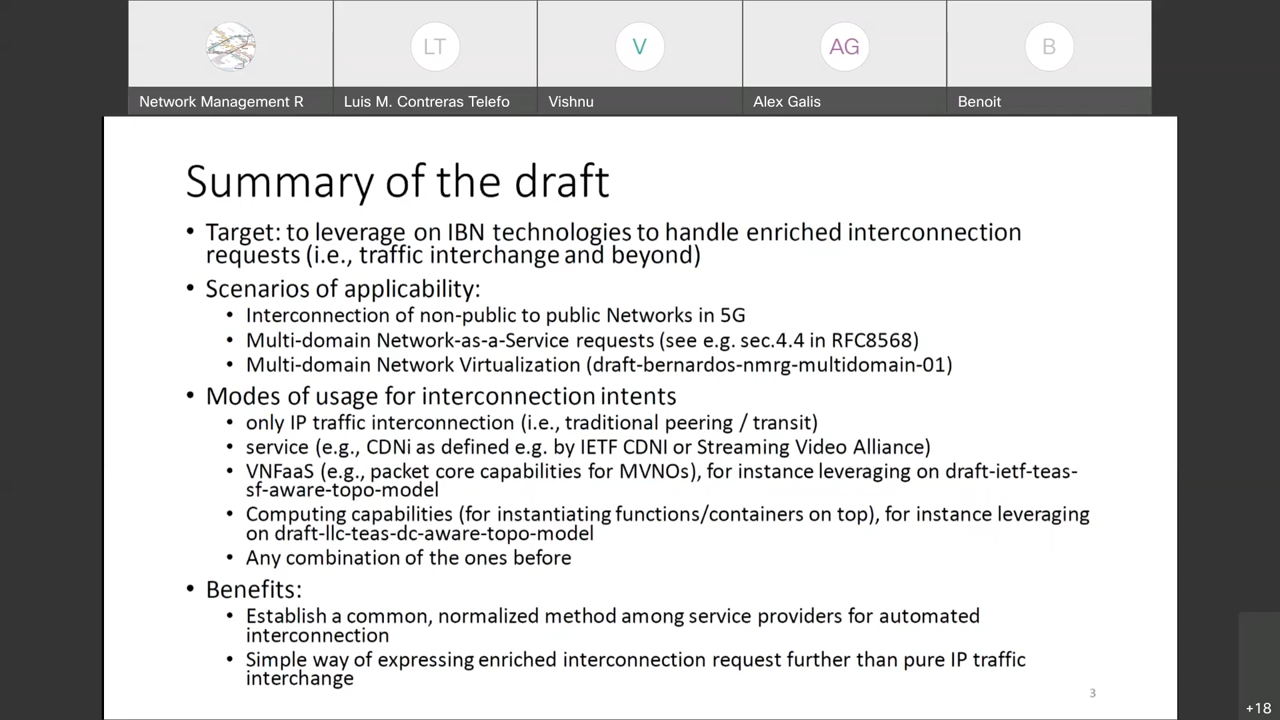 LT
V
AG
B
Network Management R
Luis M. Contreras Telefo
Vishnu
Alex Galis
Benoit
Summary of the draft
• Target: to leverage on IBN technologies to handle enriched interconnection
requests (i.e., traffic interchange and beyond)
• Scenarios of applicability:
• Interconnection of non-public to public Networks in 5G
• Multi-domain Network-as-a-Service requests (see e.g. sec.4.4 in RFC8568)
• Multi-domain Network Virtualization (draft-bernardos-nmrg-multidomain-01)
• Modes of usage for interconnection intents
• only IP traffic interconnection (i.e., traditional peering / transit)
• service (e.g., CDNi as defined e.g. by IETF CDNI or Streaming Video Alliance)
• VNFaaS (e.g., packet core capabilities for MVNOs), for instance leveraging on draft-ietf-teas-
sf-aware-topo-model
• Computing capabilities (for instantiating functions/containers on top), for instance leveraging
on draft-llc-teas-dc-aware-topo-model
• Any combination of the ones before
• Benefits:
• Establish a common, normalized method among service providers for automated
interconnection
• Simple way of expressing enriched interconnection request further than pure IP traffic
interchange
3
+18